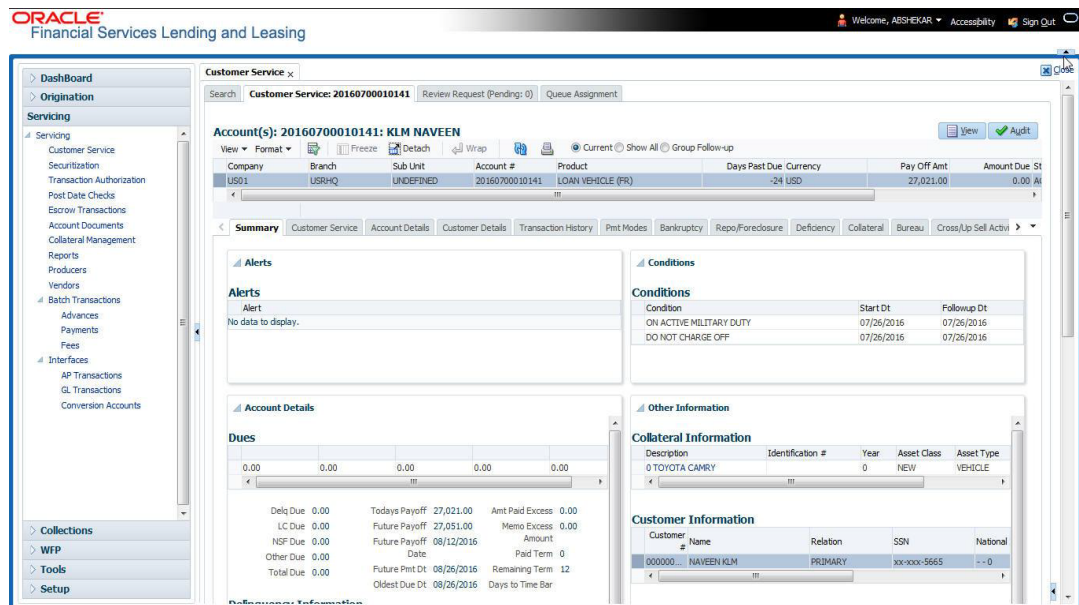 ORACLE®
Financial Services Lending and Leasing
Welcome, ABSHEKAR Accessibility Sign Out
Close
DashBoard
Origination
Servicing
Servicing
Customer Service
Securitization
Transaction Authorization
Post Date Checks
Escrow Transactions
Account Documents
Collateral Management
Reports
Producers
Vendors
Batch Transactions
Advances
Payments
Fees
Interfaces
AP Transactions
GL Transactions
Conversion Accounts
Collections
WFP
Tools
Setup
Customer Service x
Search Customer Service: 20160700010141 Review Request (Pending: 0) Queue Assignment
Account(s): 20160700010141: KLM NAVEEN
View Audit
View Format Freeze Detach Wrap Current Show All Group Follow-up
Company Branch Sub Unit Account # Product Days Past Due Currency Pay Off Amt Amount Due St
US01 USRHQ UNDEFINED 20160700010141 LOAN VEHICLE (FR) -24 USD 27,021.00 0.00
Summary Customer Service Account Details Customer Details Transaction History Pmt Modes Bankruptcy Repo/Foreclosure Deficiency Collateral Bureau Cross/Up Sell Activi
Alerts
Alerts
Alert
No data to display.
Conditions
Conditions
Condition Start Dt Followup Dt
ON ACTIVE MILITARY DUTY 07/26/2016 07/26/2016
DO NOT CHARGE OFF 07/26/2016 07/26/2016
Account Details
Dues
0.00 0.00 0.00 0.00 0.00
Delq Due 0.00 Todays Payoff 27,021.00 Amt Paid Excess 0.00
LC Due 0.00 Future Payoff 27,051.00 Memo Excess 0.00
Amount
NSF Due 0.00 Future Payoff 08/12/2016
Date
Other Due 0.00 Paid Term 0
Total Due 0.00 Future Pmt Dt 08/26/2016 Remaining Term 12
Oldest Due Dt 08/26/2016 Days to Time Bar
Delinquency Information
Other Information
Collateral Information
Description Identification # Year Asset Class Asset Type
0 TOYOTA CAMRY 0 NEW VEHICLE
Customer Information
Customer # Name Relation SSN National
000000... NAVEEN KLM PRIMARY xx-xxx-5665 - - 0